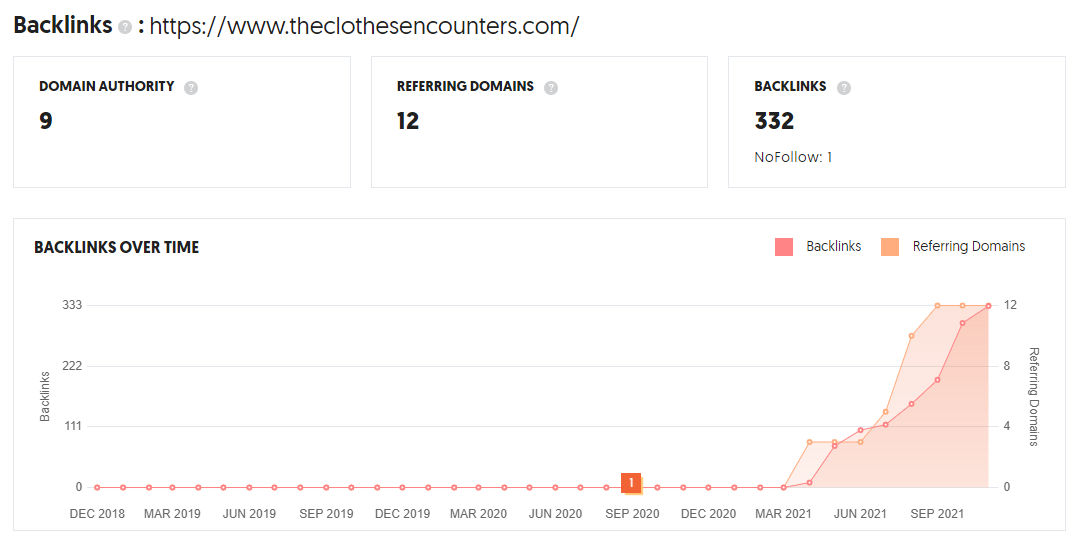 Backlinks ? : https://www.theclothesencounters.com/
DOMAIN AUTHORITY ?
9
REFERRING DOMAINS ?
12
BACKLINKS ?
332
NoFollow: 1
BACKLINKS OVER TIME
Backlinks
Referring Domains
333
222
111
0
Backlinks
12
8
4
0
Referring Domains
1
DEC 2018 MAR 2019 JUN 2019 SEP 2019 DEC 2019 MAR 2020 JUN 2020 SEP 2020 DEC 2020 MAR 2021 JUN 2021 SEP 2021